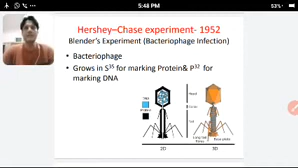 5:48 PM
53%
Hershey–Chase experiment- 1952
Blender's Experiment (Bacteriophage Infection)
• Bacteriophage
• Grows in S³⁵ for marking Protein& P³² for
marking DNA